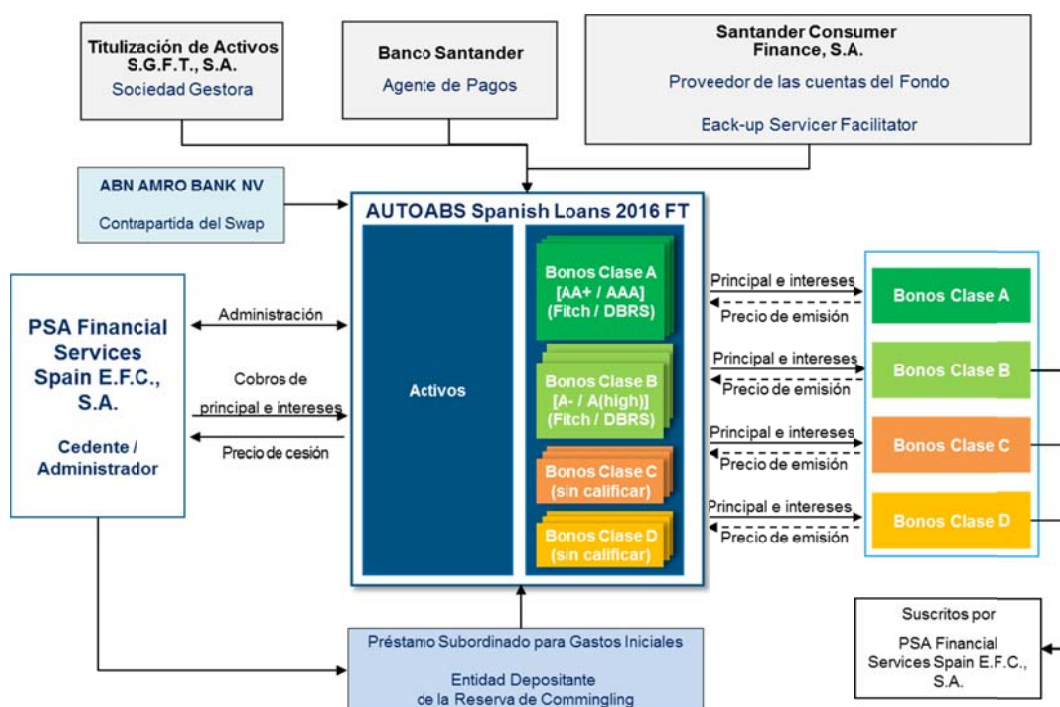 Titulización de Activos
S.G.F.T., S.A.
Sociedad Gestora
Banco Santander
Agente de Pagos
Santander Consumer
Finance, S.A.
Proveedor de las cuentas del Fondo
Eack-up Servicer Facilitator
ABN AMRO BANK NV
Contrapartida del Swap
AUTOABS Spanish Loans 2016 FT
PSA Financial
Services
Spain E.F.C.,
S.A.
Cedente /
Administrador
Administración
Cobros de
principal e intereses
Precio de cesión
Activos
Bonos Clase A
[AA+ / AAA]
(Fitch / DBRS)
Bonos Clase B
[A- / A(high)]
(Fitch / DBRS)
Bonos Clase C
(sin calificar)
Bonos Clase D
(sin calificar)
Principal e intereses
Precio de emisión
Bonos Clase A
Principal e intereses
Precio de emisión
Bonos Clase B
Principal e intereses
Precio de emisión
Bonos Clase C
Principal e intereses
Precio de emisión
Bonos Clase D
Préstamo Subordinado para Gastos Iniciales
Entidad Depositante
ce la Reserva de Commingling
Suscritos por
PSA Financial
Services Spain E.F.C.,
S.A.